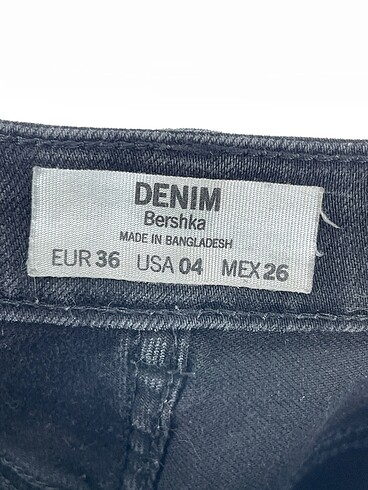 DENIM
Bershka
MADE IN BANGLADESH
EUR 36 USA 04 MEX 26